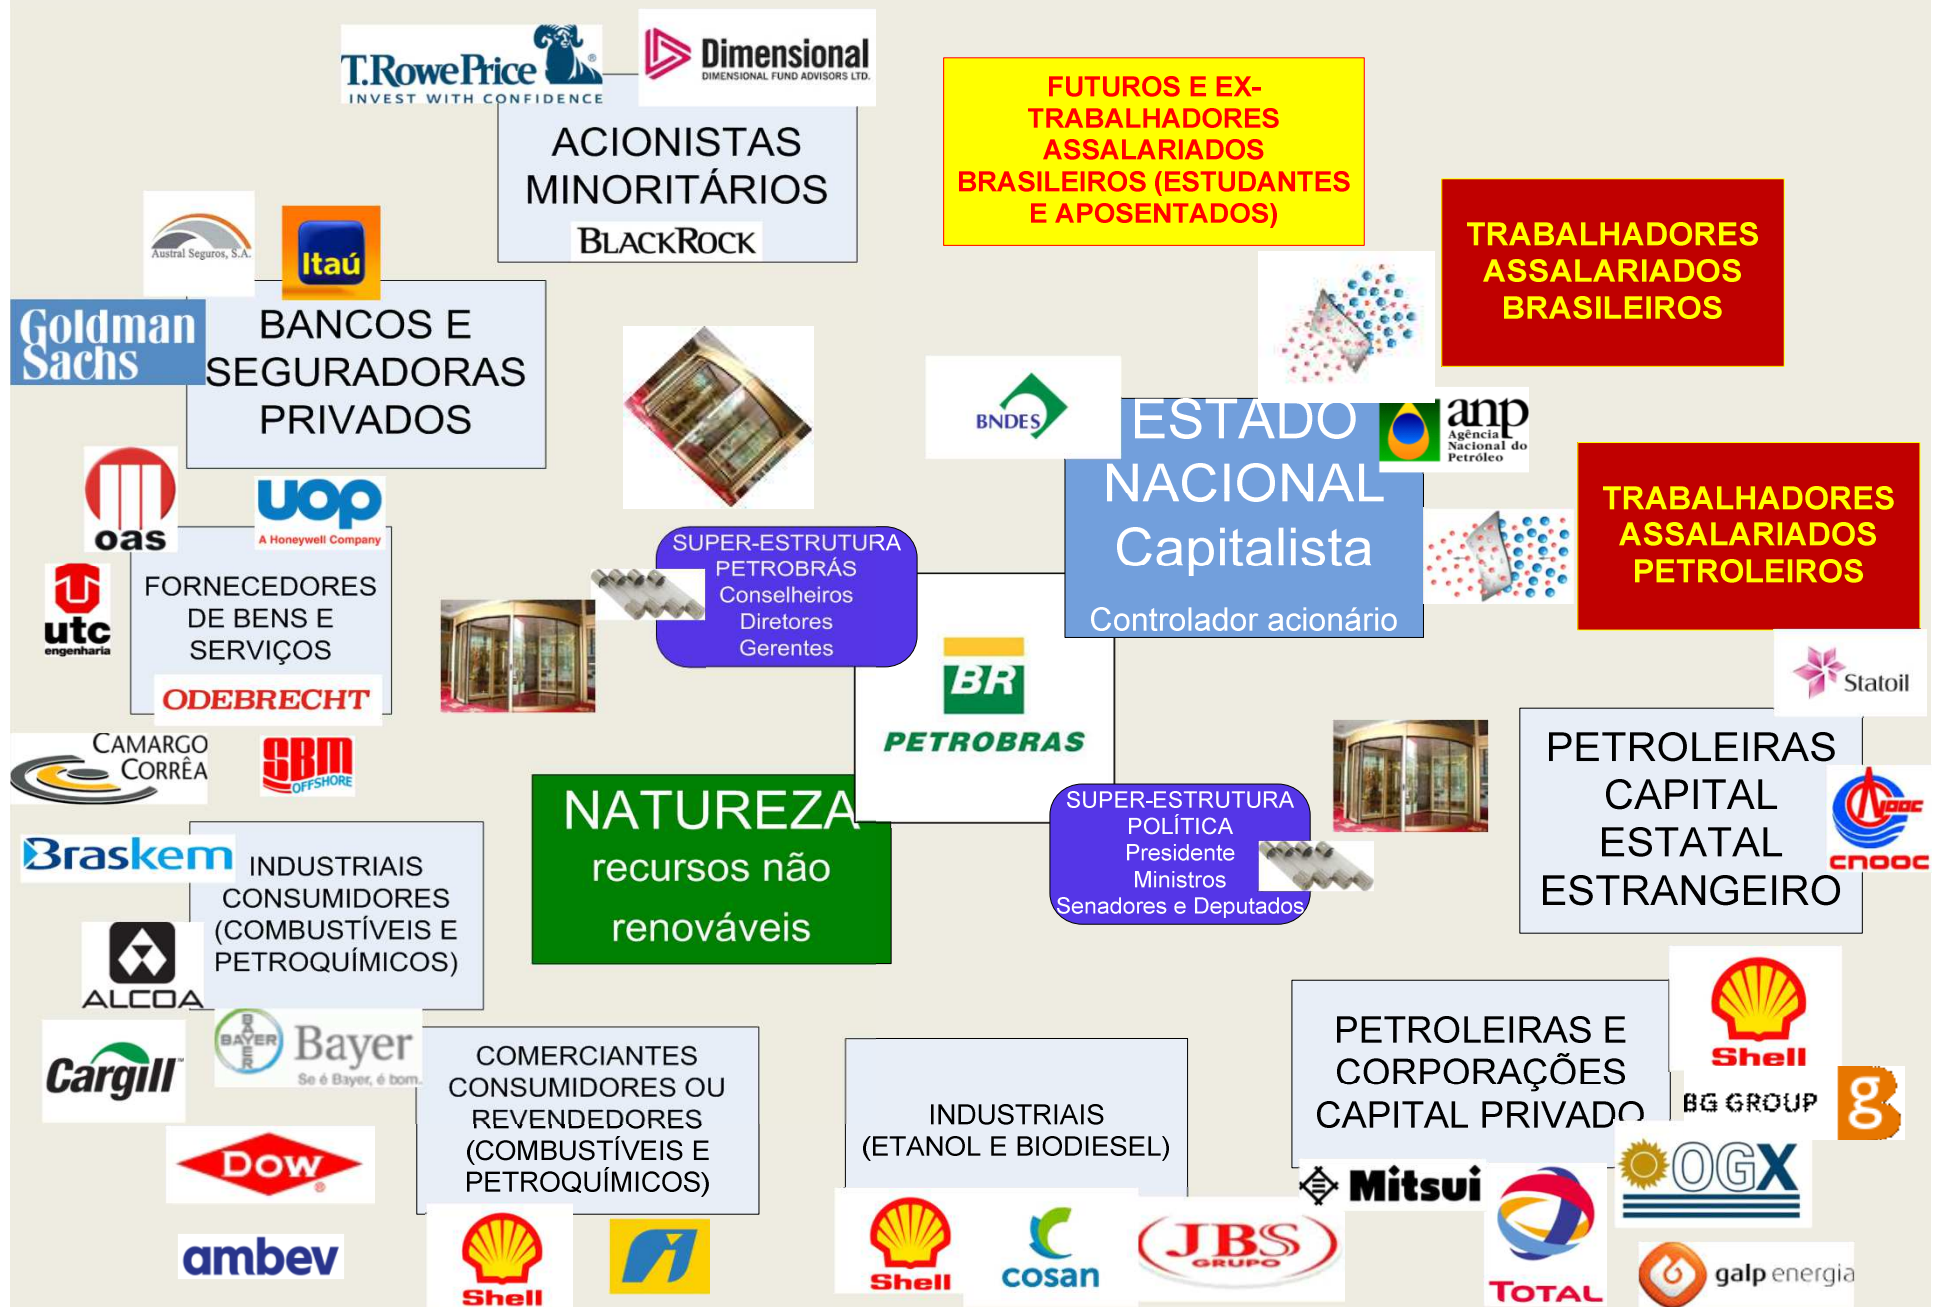 T.RowePrice
INVEST WITH CONFIDENCE
Dimensional
DIMENSIONAL FUND ADVISORS LTD.
ACIONISTAS
MINORITÁRIOS
BLACKROCK
FUTUROS E EX-
TRABALHADORES
ASSALARIADOS
BRASILEIROS (ESTUDANTES
E APOSENTADOS)
TRABALHADORES
ASSALARIADOS
BRASILEIROS
Austral Seguros, S.A.
Itaú
Goldman
Sachs
BANCOS E
SEGURADORAS
PRIVADOS
BNDES
ESTADO
NACIONAL
Capitalista
Controlador acionário
anp
Agência
Nacional do
Petróleo
TRABALHADORES
ASSALARIADOS
PETROLEIROS
oas
uop
A Honeywell Company
utc
engenharia
FORNECEDORES
DE BENS E
SERVIÇOS
ODEBRECHT
CAMARGO
CORRÊA
SBM
OFFSHORE
SUPER-ESTRUTURA
PETROBRÁS
Conselheiros
Diretores
Gerentes
BR
PETROBRAS
Statoil
PETROLEIRAS
CAPITAL
ESTATAL
ESTRANGEIRO
cnooc
NATUREZA
recursos não
renováveis
SUPER-ESTRUTURA
POLÍTICA
Presidente
Ministros
Senadores e Deputados
Braskem
INDUSTRIAIS
CONSUMIDORES
(COMBUSTÍVEIS E
PETROQUÍMICOS)
ALCOA
Cargill™
BAYER
BAYER
Bayer
Se é Bayer, é bom.
DOW
®
ambev
COMERCIANTES
CONSUMIDORES OU
REVENDEDORES
(COMBUSTÍVEIS E
PETROQUÍMICOS)
Shell
INDUSTRIAIS
(ETANOL E BIODIESEL)
Shell
cosan
JBS
GRUPO
PETROLEIRAS E
CORPORAÇÕES
CAPITAL PRIVADO
Shell
BG GROUP
Mitsui
TOTAL
OGX
galp energia